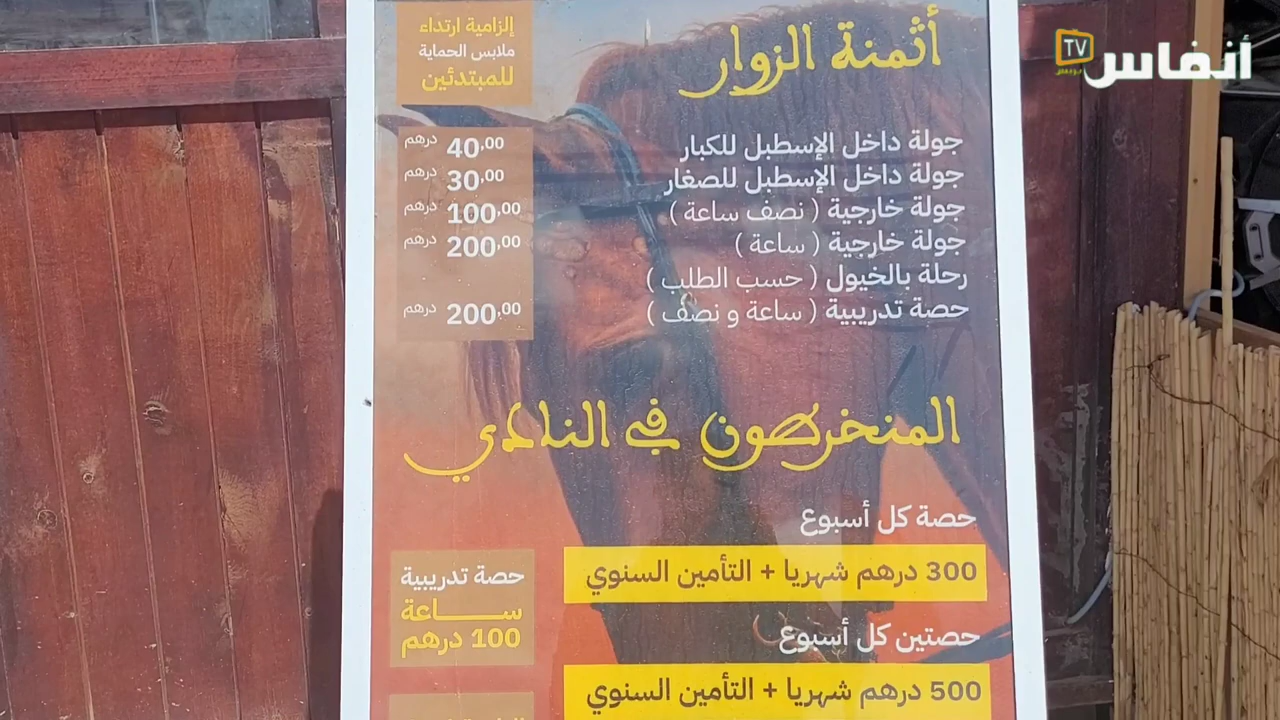 أنفاس
TV
بريس
أثمنة الزوار
إلزامية ارتداء
ملابس الحماية
للمبتدئين
جولة داخل الإسطبل للكبار 40,00 درهم
جولة داخل الإسطبل للصغار 30,00 درهم
جولة خارجية ( نصف ساعة ) 100,00 درهم
جولة خارجية ( ساعة ) 200,00 درهم
رحلة بالخيول ( حسب الطلب )
حصة تدريبية ( ساعة و نصف ) 200,00 درهم
المنخرطون في النادي
حصة كل أسبوع
300 درهم شهريا + التأمين السنوي
حصتين كل أسبوع
500 درهم شهريا + التأمين السنوي
حصة تدريبية
ساعة
100 درهم